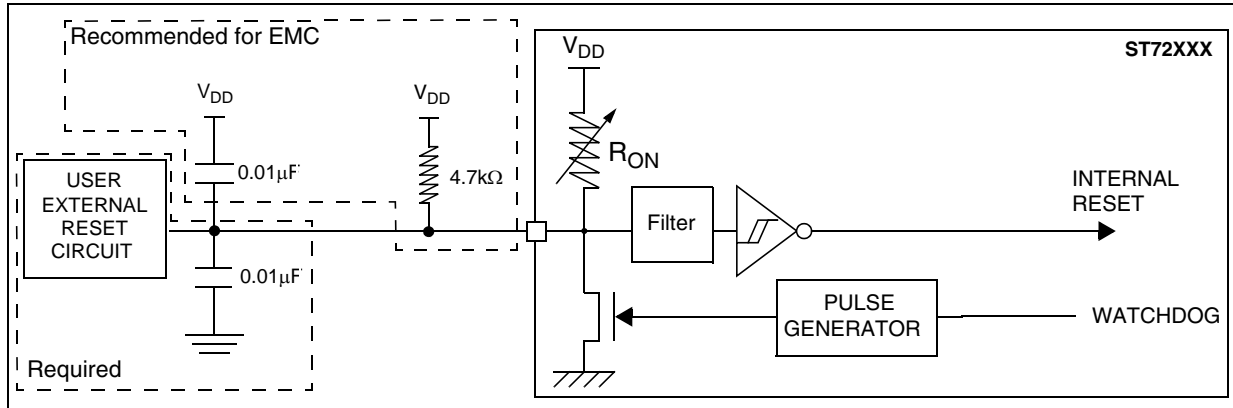 Recommended for EMC
V_DD
V_DD
0.01µF
4.7kΩ
USER
EXTERNAL
RESET
CIRCUIT
0.01µF
Required
V_DD
ST72XXX
R_ON
Filter
INTERNAL
RESET
PULSE
GENERATOR
WATCHDOG